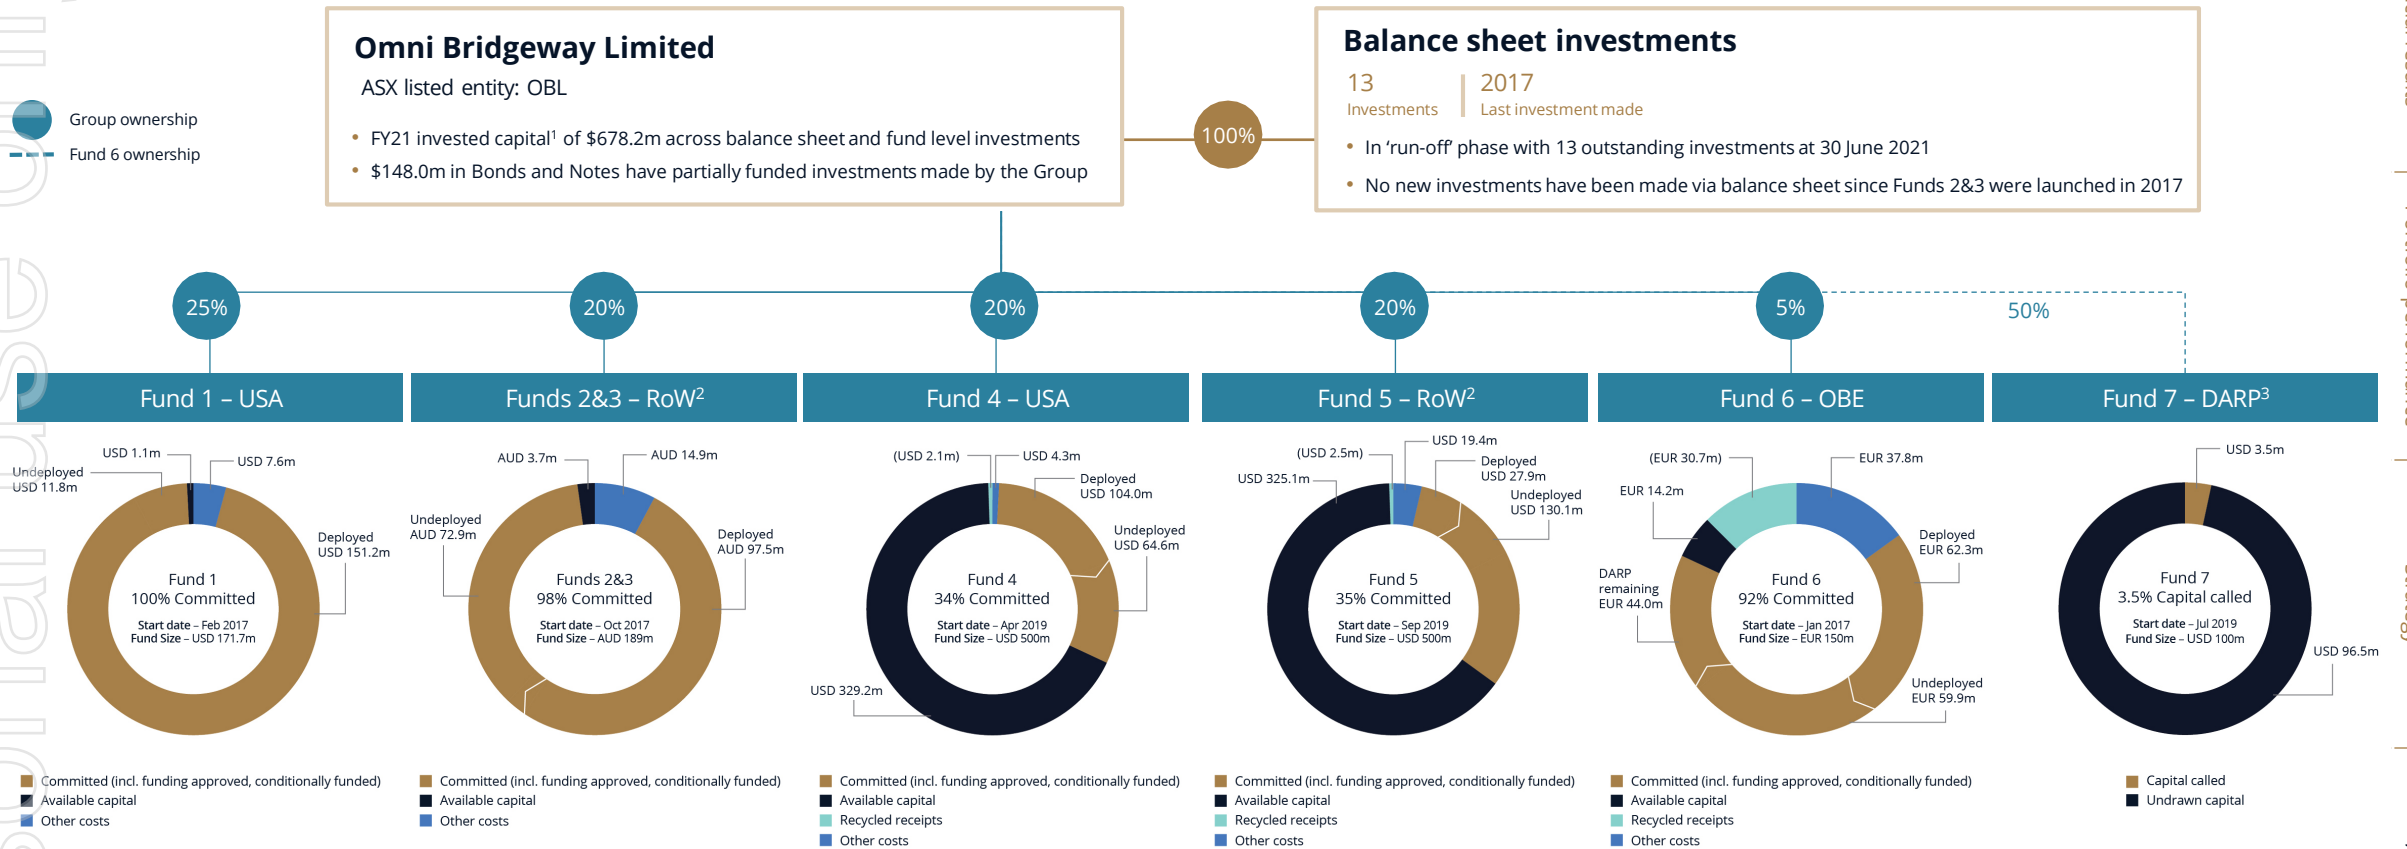 Omni Bridgeway Limited
ASX listed entity: OBL
• FY21 invested capital¹ of $678.2m across balance sheet and fund level investments
• $148.0m in Bonds and Notes have partially funded investments made by the Group
100%
Balance sheet investments
13
Investments
2017
Last investment made
• In ‘run-off’ phase with 13 outstanding investments at 30 June 2021
• No new investments have been made via balance sheet since Funds 2&3 were launched in 2017
Group ownership
Fund 6 ownership
25%
20%
20%
20%
5%
50%
Fund 1 – USA
Funds 2&3 – RoW²
Fund 4 – USA
Fund 5 – RoW²
Fund 6 – OBE
Fund 7 – DARP³
USD 1.1m
USD 7.6m
Undeployed
USD 11.8m
Deployed
USD 151.2m
Fund 1
100% Committed
Start date – Feb 2017
Fund Size – USD 171.7m
Committed (incl. funding approved, conditionally funded)
Available capital
Other costs
AUD 3.7m
AUD 14.9m
Undeployed
AUD 72.9m
Deployed
AUD 97.5m
Funds 2&3
98% Committed
Start date – Oct 2017
Fund Size – AUD 189m
Committed (incl. funding approved, conditionally funded)
Available capital
Other costs
(USD 2.1m)
USD 4.3m
Deployed
USD 104.0m
Undeployed
USD 64.6m
Fund 4
34% Committed
Start date – Apr 2019
Fund Size – USD 500m
USD 329.2m
Committed (incl. funding approved, conditionally funded)
Available capital
Recycled receipts
Other costs
(USD 2.5m)
USD 19.4m
USD 325.1m
Deployed
USD 27.9m
Undeployed
USD 130.1m
Fund 5
35% Committed
Start date – Sep 2019
Fund Size – USD 500m
Committed (incl. funding approved, conditionally funded)
Available capital
Recycled receipts
Other costs
(EUR 30.7m)
EUR 37.8m
EUR 14.2m
Deployed
EUR 62.3m
DARP
remaining
EUR 44.0m
Fund 6
92% Committed
Start date – Jan 2017
Fund Size – EUR 150m
Undeployed
EUR 59.9m
Committed (incl. funding approved, conditionally funded)
Available capital
Recycled receipts
Other costs
USD 3.5m
Fund 7
3.5% Capital called
Start date – Jul 2019
Fund Size – USD 100m
USD 96.5m
Capital called
Undrawn capital